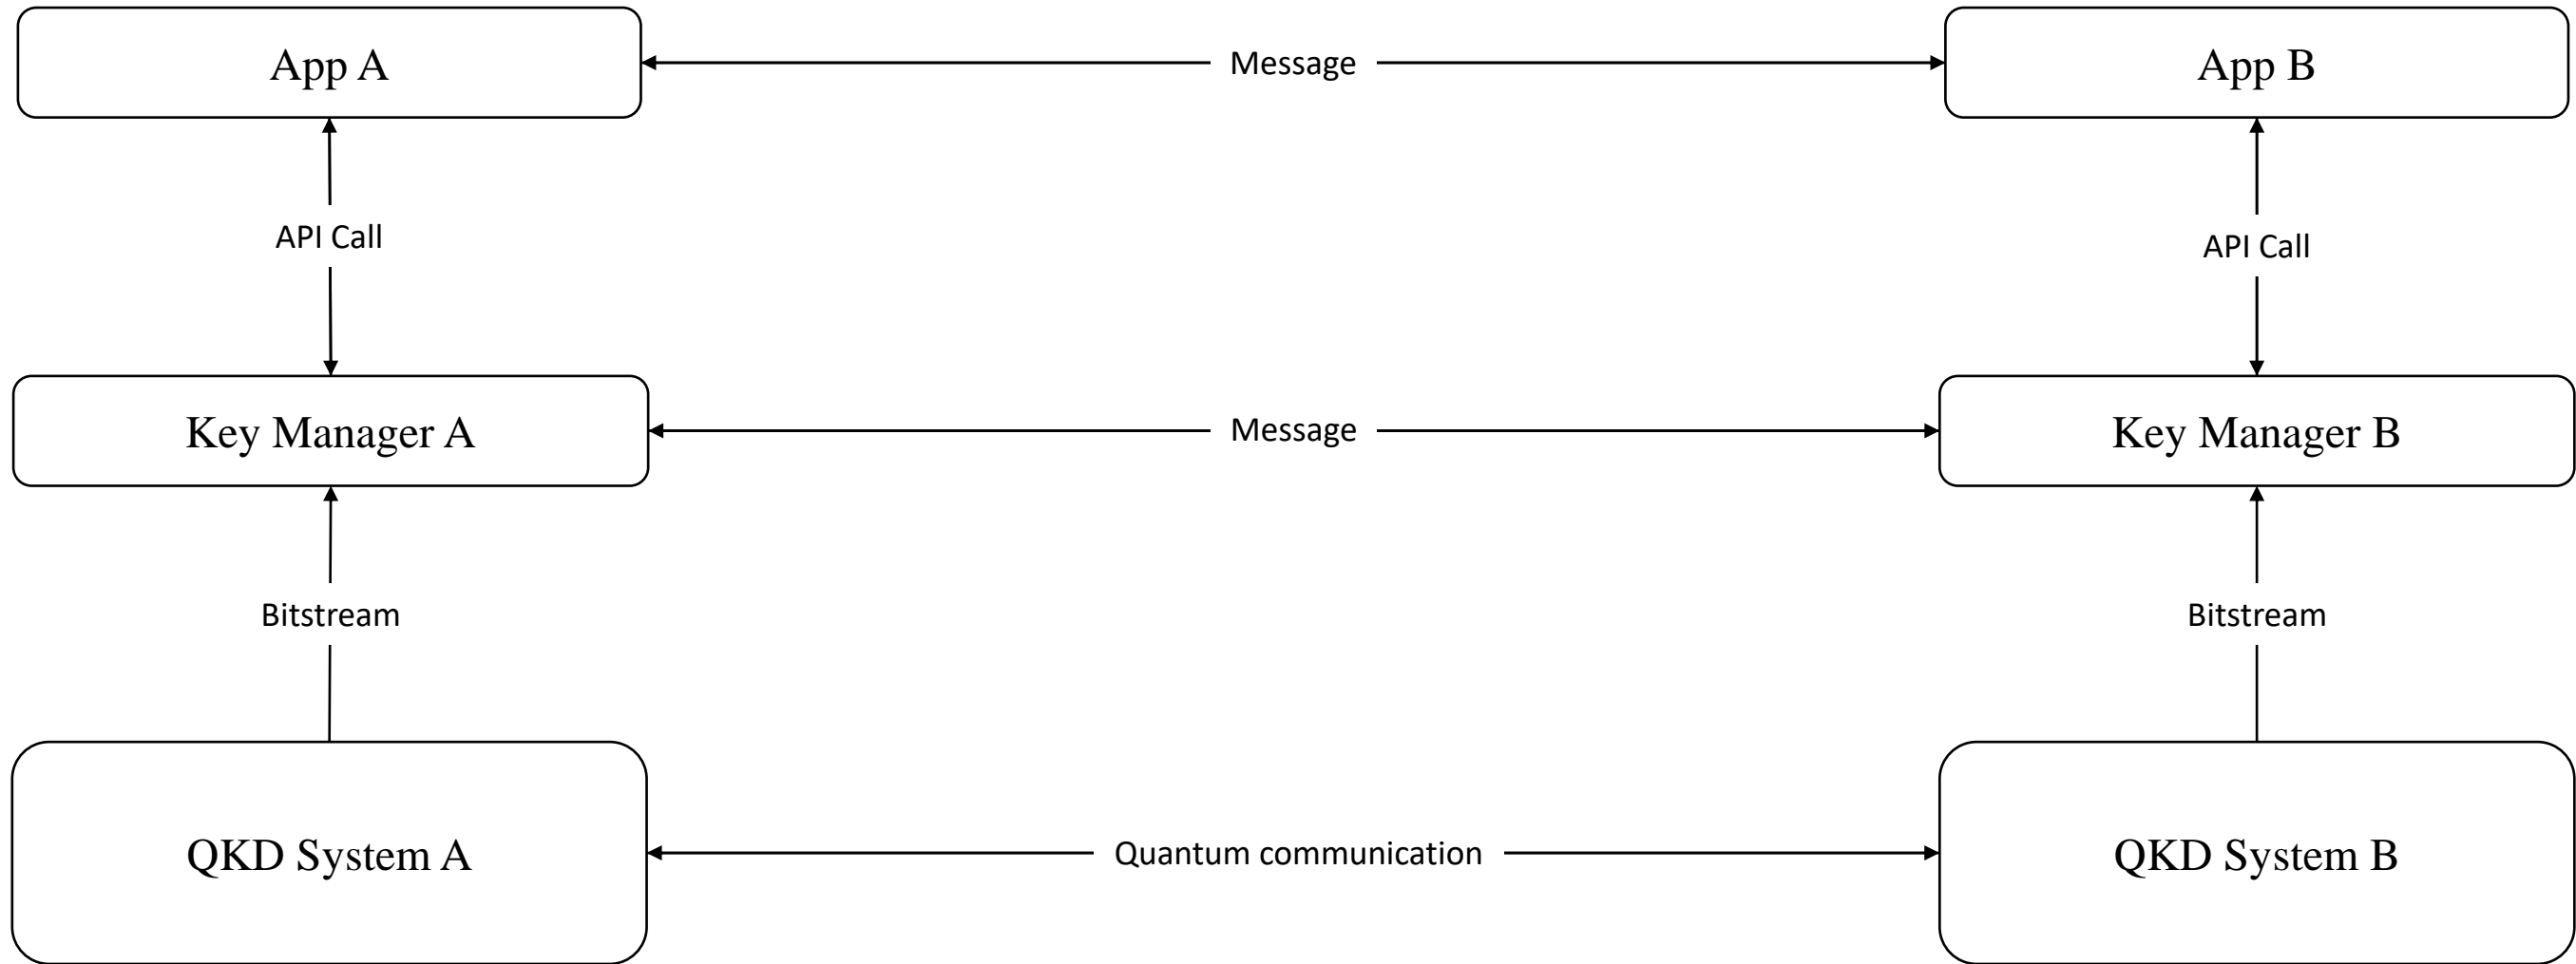 App A
Message
App B
API Call
API Call
Key Manager A
Message
Key Manager B
Bitstream
Bitstream
QKD System A
Quantum communication
QKD System B